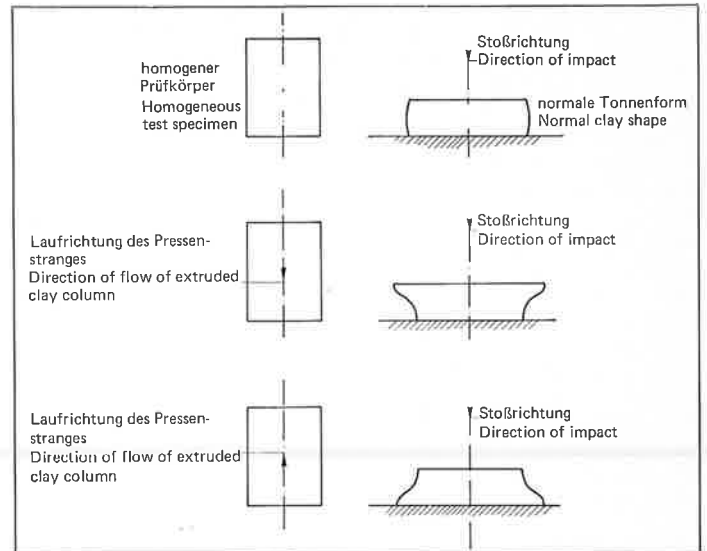 homogener
Prüfkörper
Homogeneous
test specimen
Stoßrichtung
Direction of impact
normale Tonnenform
Normal clay shape
Laufrichtung des Pressen-
stranges
Direction of flow of extruded
clay column
Stoßrichtung
Direction of impact
Laufrichtung des Pressen-
stranges
Direction of flow of extruded
clay column
Stoßrichtung
Direction of impact